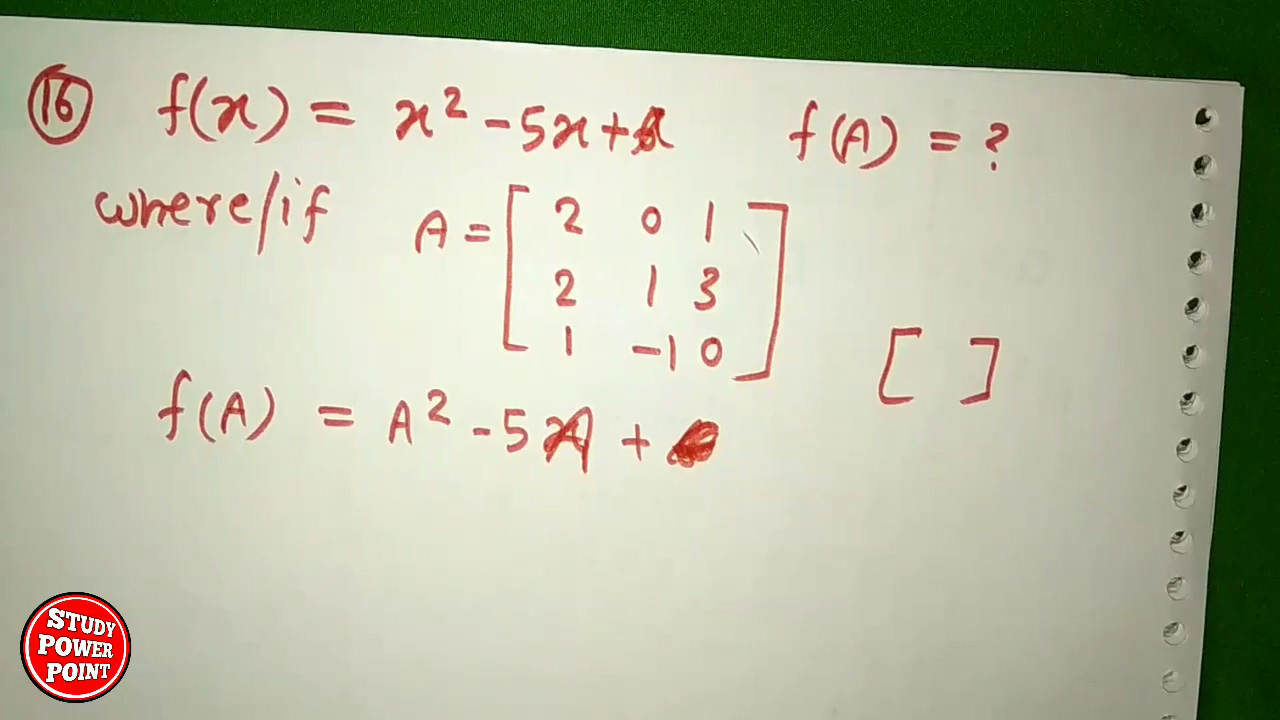 16 f(x) = x² - 5x + f(A) = ?
where/if A = [ 2 0 1
2 1 3
1 -1 0 ]
[ ]
f(A) = A² - 5A +
STUDY
POWER
POINT